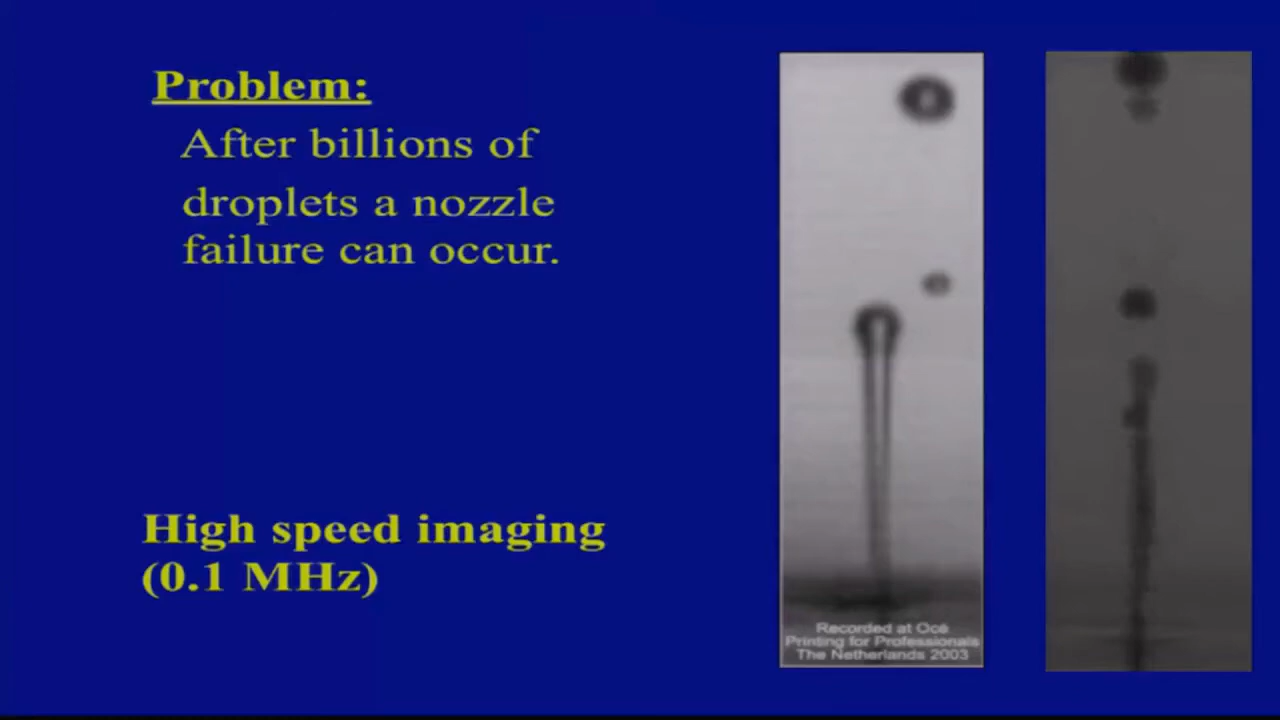 Problem:
After billions of
droplets a nozzle
failure can occur.
High speed imaging
(0.1 MHz)
Recorded at Océ
Printing for Professionals
The Netherlands 2003